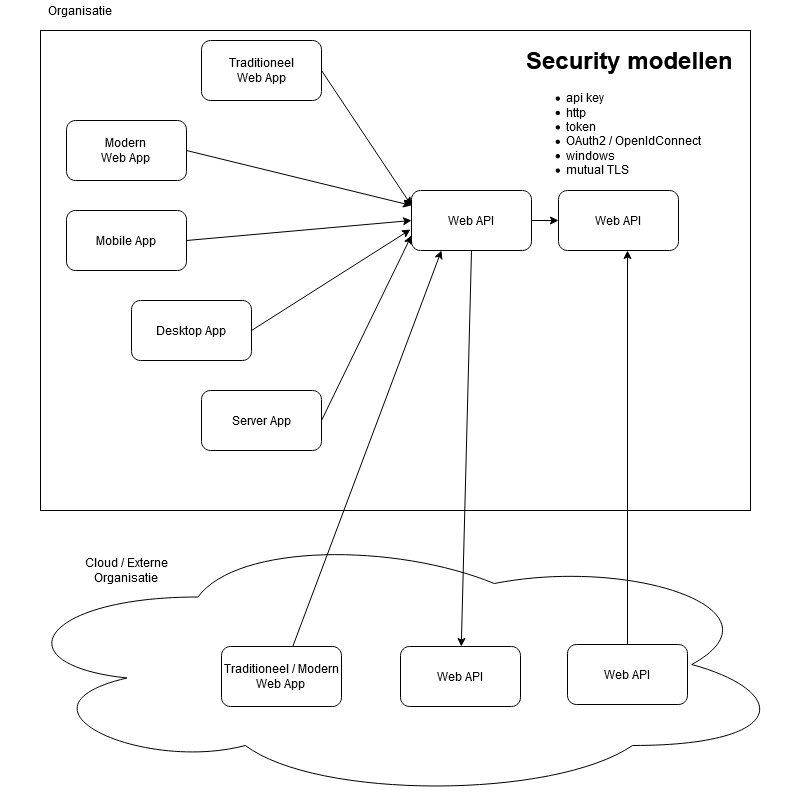 Organisatie
Security modellen
api key
http
token
OAuth2 / OpenIdConnect
windows
mutual TLS
Traditioneel
Web App
Modern
Web App
Mobile App
Desktop App
Server App
Web API
Web API
Cloud / Externe
Organisatie
Traditioneel / Modern
Web App
Web API
Web API